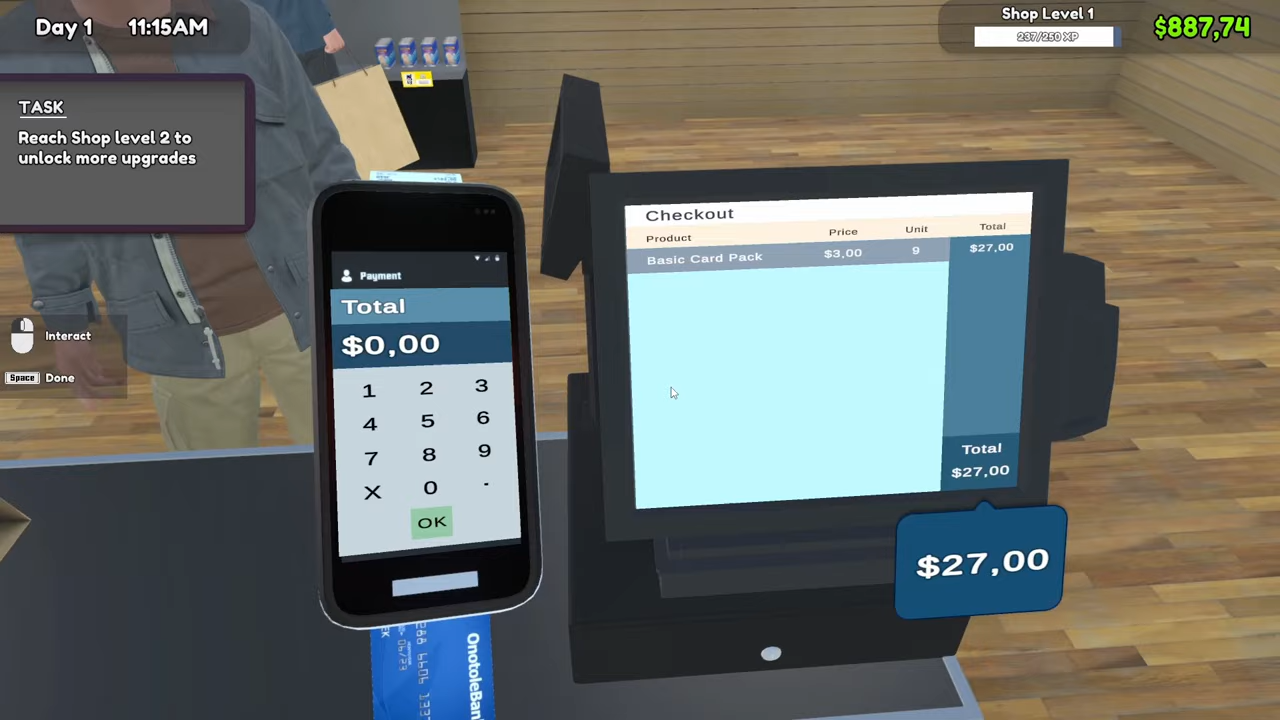 Day 1 11:15AM
Shop Level 1
237/250 XP
$887,74
TASK
Reach Shop level 2 to
unlock more upgrades
Interact
Space Done
Payment
Total
$0,00
1 2 3
4 5 6
7 8 9
X 0 .
OK
Checkout
Product Price Unit Total
Basic Card Pack $3,00 9 $27,00
Total
$27,00
$27,00
OnotoleBank